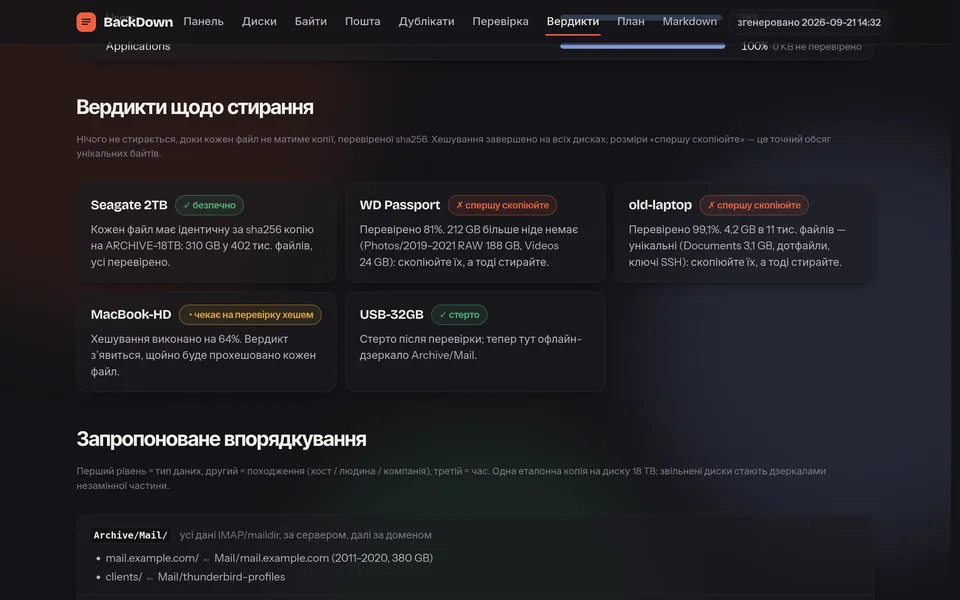 BackDown Панель Диски Байти Пошта Дублікати Перевірка Вердикти План Markdown згенеровано 2026-09-21 14:32
Applications 100% 0 KB не перевірено
Вердикти щодо стирання
Нічого не стирається, доки кожен файл не матиме копії, перевіреної sha256. Хешування завершено на всіх дисках; розміри «спершу скопіюйте» — це точний обсяг
унікальних байтів.
Seagate 2TB ✓ безпечно
Кожен файл має ідентичну за sha256 копію
на ARCHIVE-18TB: 310 GB у 402 тис. файлів,
усі перевірено.
WD Passport ✗ спершу скопіюйте
Перевірено 81%. 212 GB більше ніде немає
(Photos/2019–2021 RAW 188 GB, Videos
24 GB): скопіюйте їх, а тоді стирайте.
old-laptop ✗ спершу скопіюйте
Перевірено 99,1%. 4,2 GB в 11 тис. файлів —
унікальні (Documents 3,1 GB, дотфайли,
ключі SSH): скопіюйте їх, а тоді стирайте.
MacBook-HD · чекає на перевірку хешем
Хешування виконано на 64%. Вердикт
з'явиться, щойно буде прохешовано кожен
файл.
USB-32GB ✓ стерто
Стерто після перевірки; тепер тут офлайн-
дзеркало Archive/Mail.
Запропоноване впорядкування
Перший рівень = тип даних, другий = походження (хост / людина / компанія), третій = час. Одна еталонна копія на диску 18 TB; звільнені диски стають дзеркалами
незамінної частини.
Archive/Mail/ усі дані IMAP/maildir, за сервером, далі за доменом
• mail.example.com/ ← Mail/mail.example.com (2011–2020, 380 GB)
• clients/ ← Mail/thunderbird-profiles